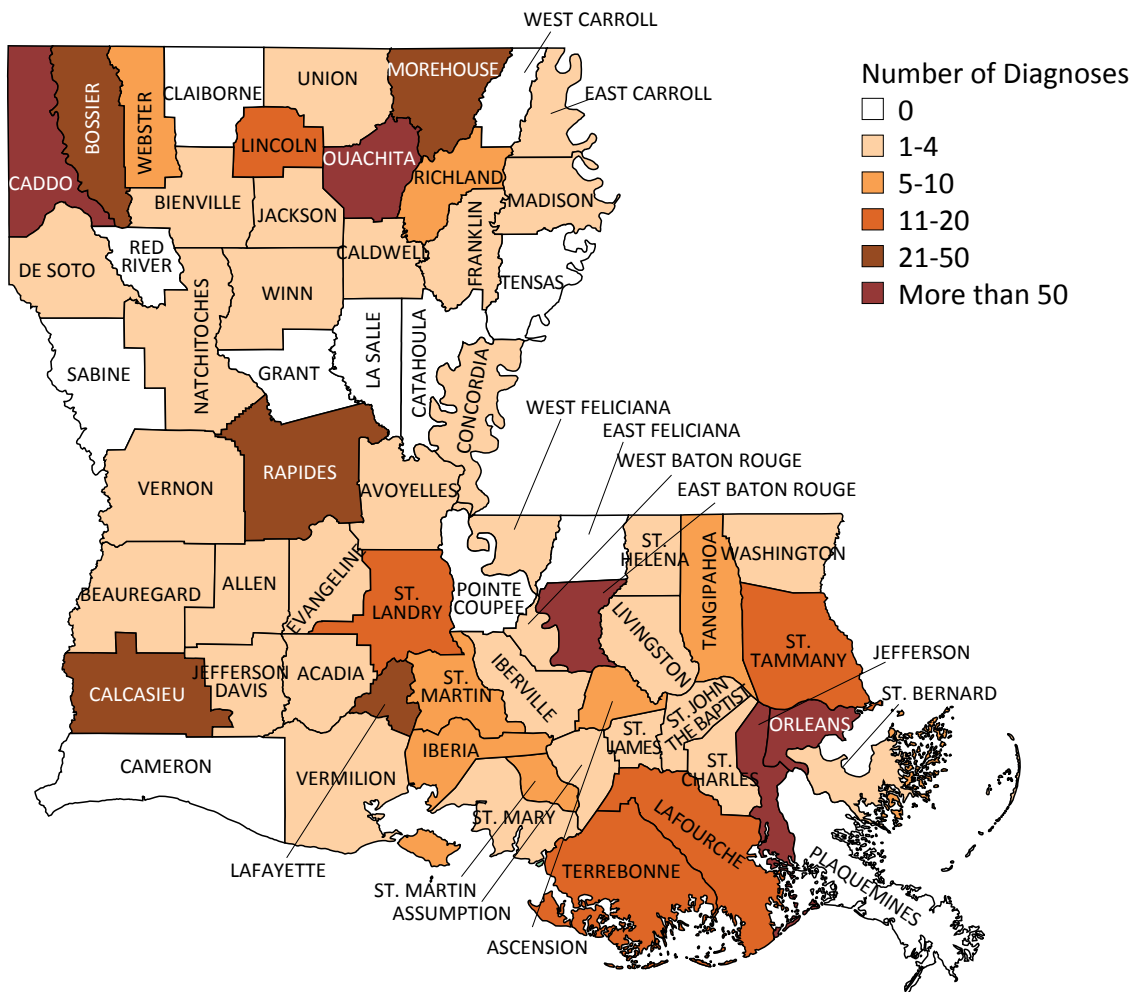 WEST CARROLL
Number of Diagnoses
0
1-4
5-10
11-20
21-50
More than 50
UNION
MOREHOUSE
EAST CARROLL
CLAIBORNE
BOSSIER
WEBSTER
LINCOLN
OUACHITA
CADDO
RICHLAND
MADISON
BIENVILLE
JACKSON
FRANKLIN
RED
RIVER
CALDWELL
DE SOTO
TENSAS
WINN
NATCHITOCHES
LA SALLE
CATAHOULA
SABINE
GRANT
CONCORDIA
WEST FELICIANA
EAST FELICIANA
WEST BATON ROUGE
EAST BATON ROUGE
RAPIDES
VERNON
AVOYELLES
ST.
HELENA
TANGIPAHOA
WASHINGTON
EVANGELINE
ALLEN
BEAUREGARD
ST.
LANDRY
POINTE
COUPEE
LIVINGSTON
ST.
TAMMANY
JEFFERSON
CALCASIEU
JEFFERSON
DAVIS
ACADIA
ST.
MARTIN
IBERVILLE
ST. JOHN
THE BAPTIST
ST. BERNARD
ORLEANS
ST.
JAMES
IBERIA
CAMERON
VERMILION
ST.
CHARLES
ST. MARY
LAFOURCHE
LAFAYETTE
TERREBONNE
PLAQUEMINES
ST. MARTIN
ASSUMPTION
ASCENSION